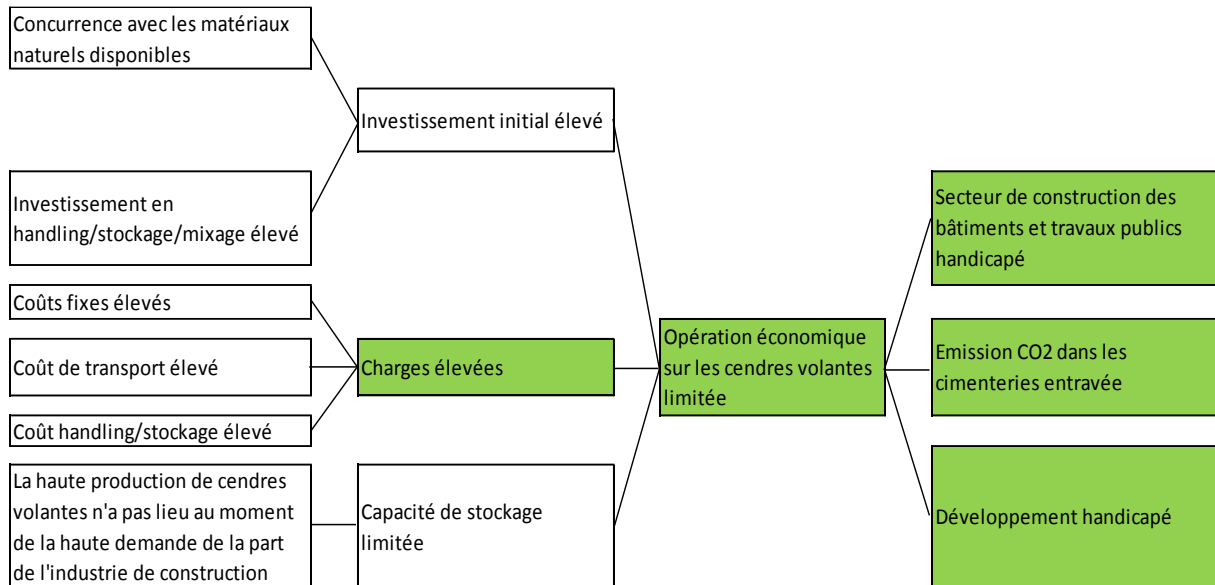 Concurrence avec les matériaux
naturels disponibles
Investissement initial élevé
Investissement en
handling/stockage/mixage élevé
Secteur de construction des
bâtiments et travaux publics
handicapé
Coûts fixes élevés
Coût de transport élevé
Charges élevées
Opération économique
sur les cendres volantes
limitée
Emission CO2 dans les
cimenteries entravée
Coût handling/stockage élevé
La haute production de cendres
volantes n'a pas lieu au moment
de la haute demande de la part
de l'industrie de construction
Capacité de stockage
limitée
Développement handicapé